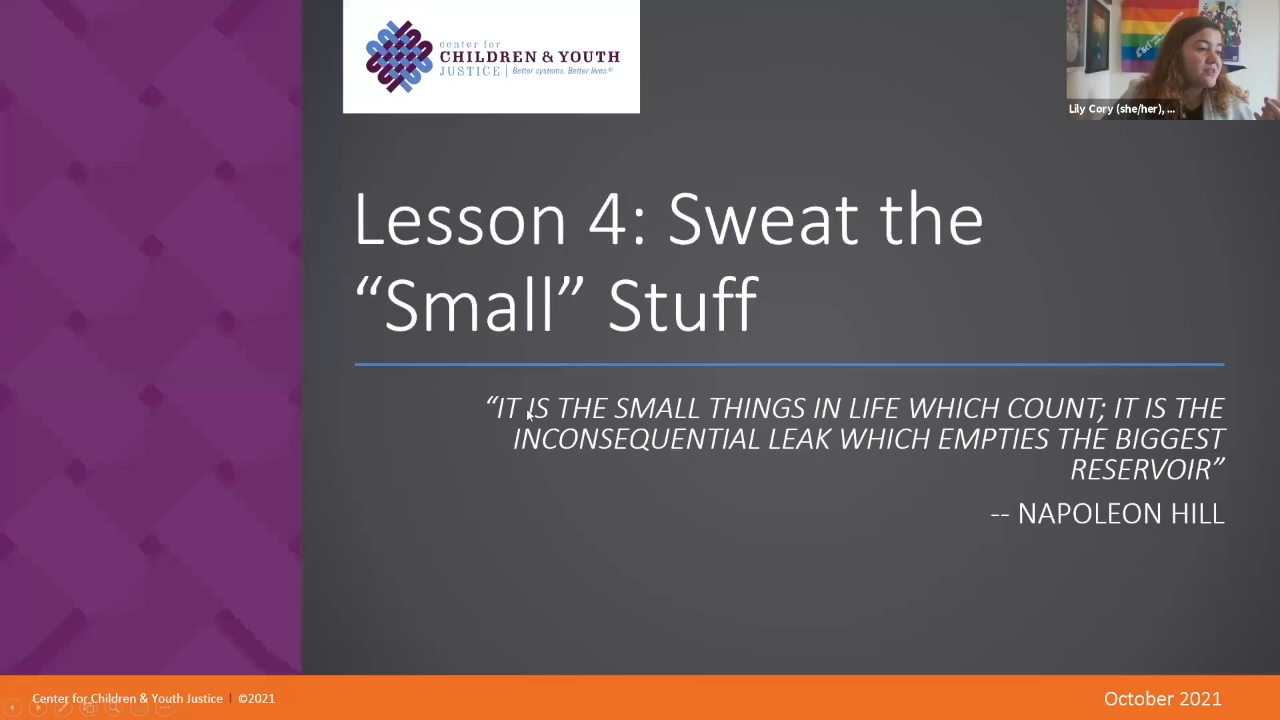 center for
CHILDREN & YOUTH
JUSTICE | Better systems. Better lives.©
Lily Cory (she/her), ...
Lesson 4: Sweat the
“Small” Stuff
“IT IS THE SMALL THINGS IN LIFE WHICH COUNT; IT IS THE
INCONSEQUENTIAL LEAK WHICH EMPTIES THE BIGGEST
RESERVOIR”
-- NAPOLEON HILL
Center for Children & Youth Justice | ©2021
October 2021